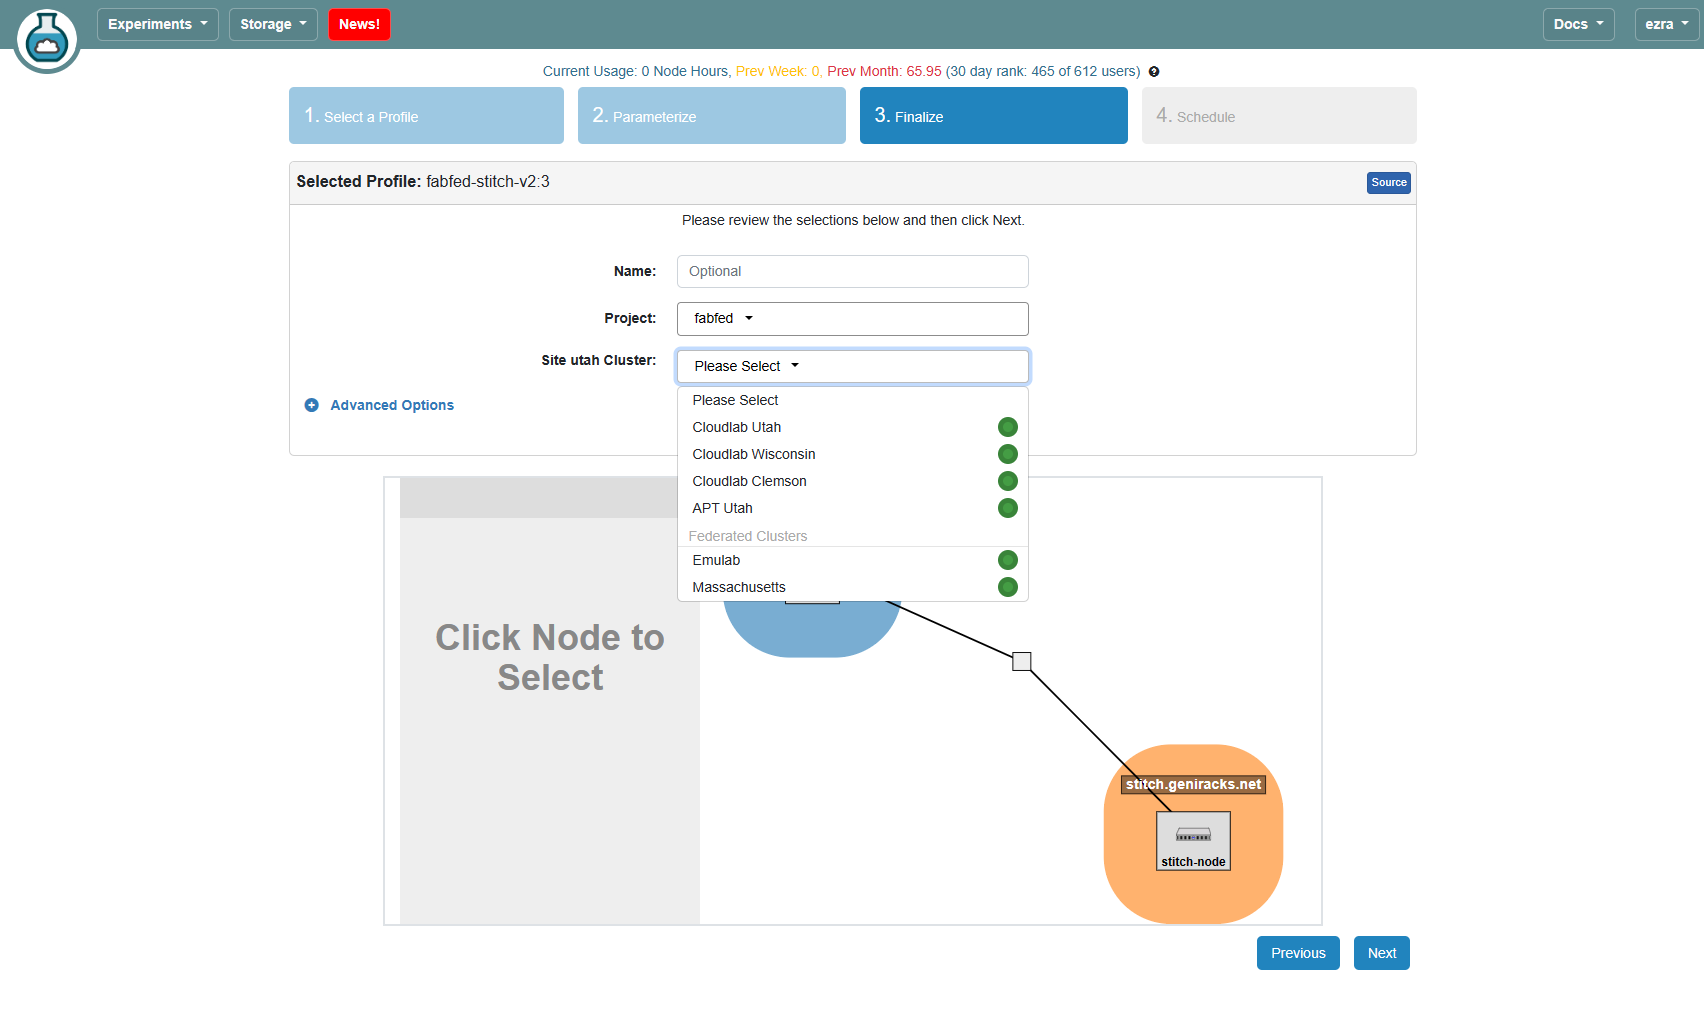 Experiments
Storage
News!
Docs
ezra
Current Usage: 0 Node Hours, Prev Week: 0, Prev Month: 65.95 (30 day rank: 465 of 612 users)
1. Select a Profile
2. Parameterize
3. Finalize
4. Schedule
Selected Profile: fabfed-stitch-v2:3
Source
Please review the selections below and then click Next.
Name:
Optional
Project:
fabfed
Site utah Cluster:
Please Select
Advanced Options
Please Select
Cloudlab Utah
Cloudlab Wisconsin
Cloudlab Clemson
APT Utah
Federated Clusters
Emulab
Massachusetts
Click Node to
Select
stitch.geniracks.net
stitch-node
Previous
Next